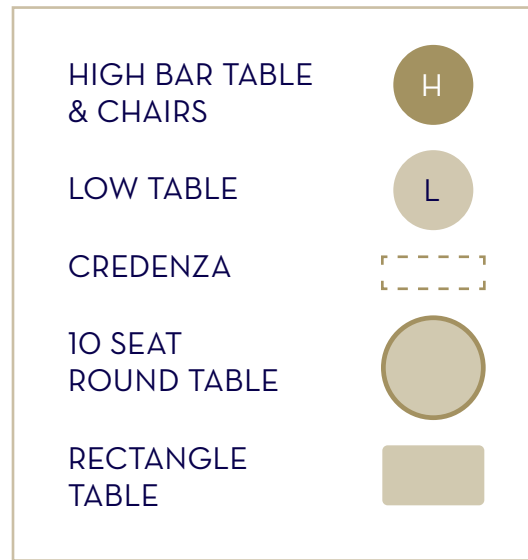 HIGH BAR TABLE
& CHAIRS
H
LOW TABLE
L
CREDENZA
10 SEAT
ROUND TABLE
RECTANGLE
TABLE